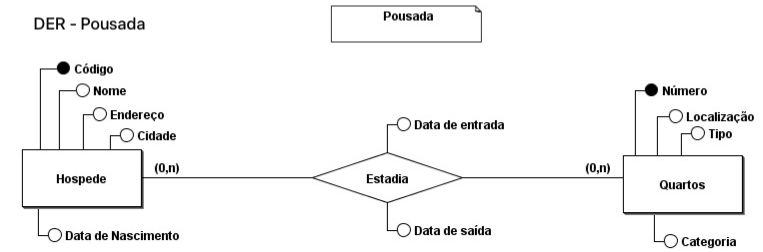 DER - Pousada
Pousada
Código
Nome
Endereço
Cidade
Hospede
Data de Nascimento
(0,n)
Data de entrada
Estadia
Data de saída
(0,n)
Número
Localização
Tipo
Quartos
Categoria